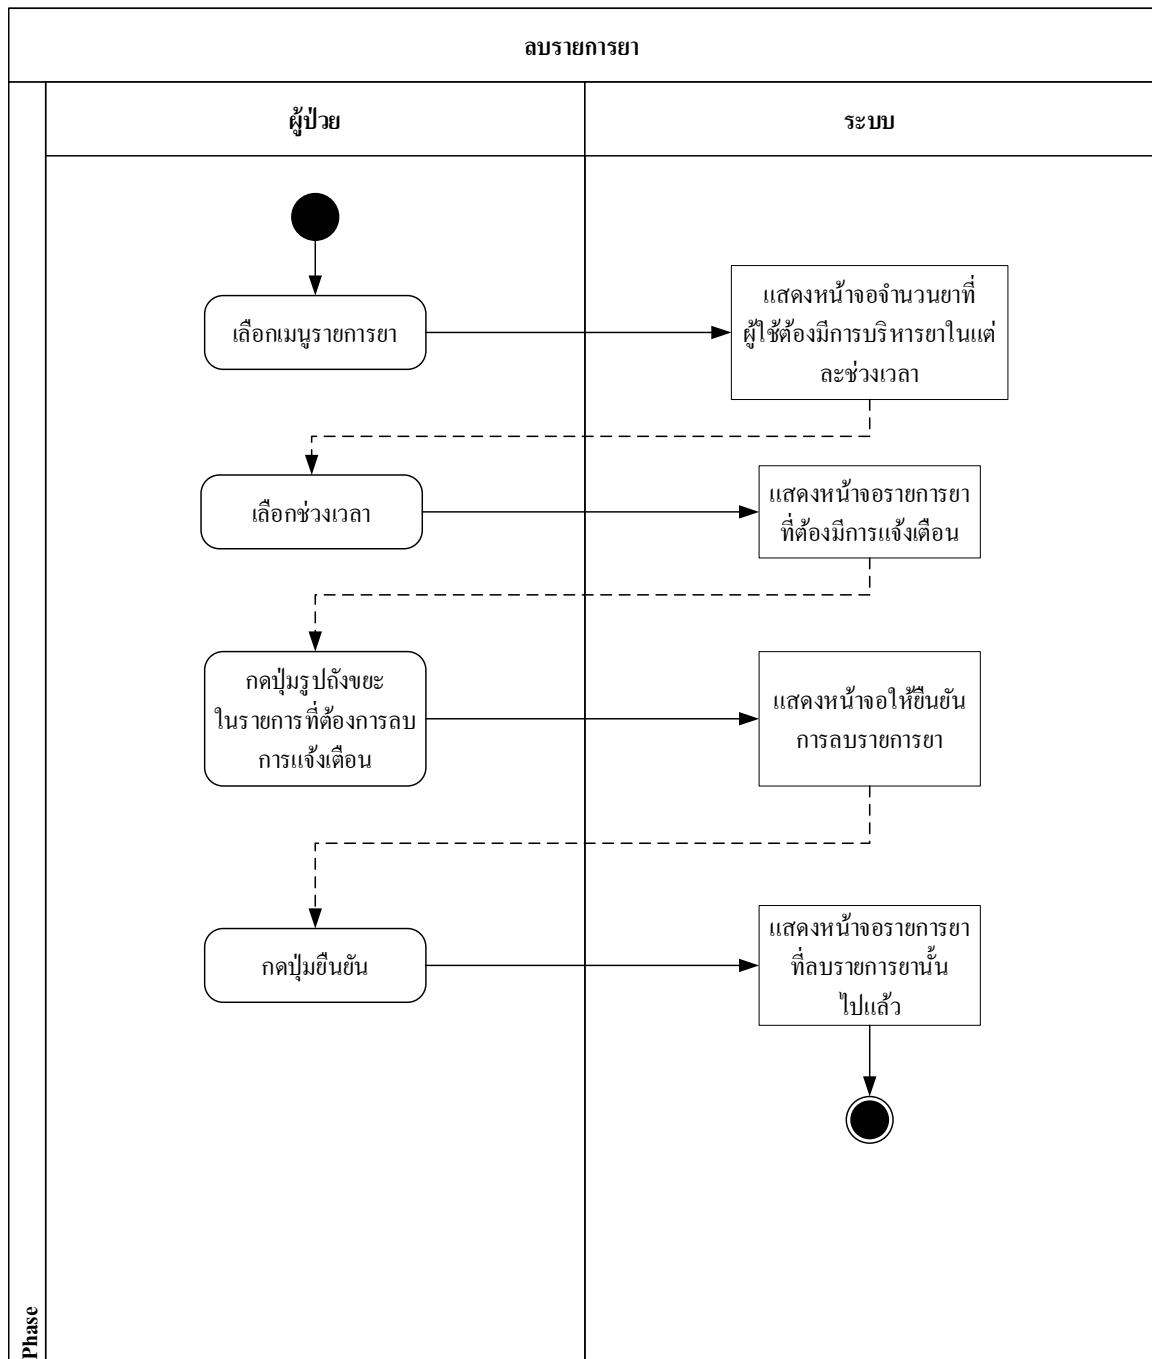 ลบรายการยา
ผู้ป่วย
ระบบ
เลือกเมนูรายการยา
แสดงหน้าจอจำนวนยาที่
ผู้ใช้ต้องมีการบริหารยาในแต่
ละช่วงเวลา
เลือกช่วงเวลา
แสดงหน้าจอรายการยา
ที่ต้องมีการแจ้งเตือน
กดปุ่มรูปถังขยะ
ในรายการที่ต้องการลบ
การแจ้งเตือน
แสดงหน้าจอให้ยืนยัน
การลบรายการยา
กดปุ่มยืนยัน
แสดงหน้าจอรายการยา
ที่ลบรายการยานั้น
ไปแล้ว
Phase